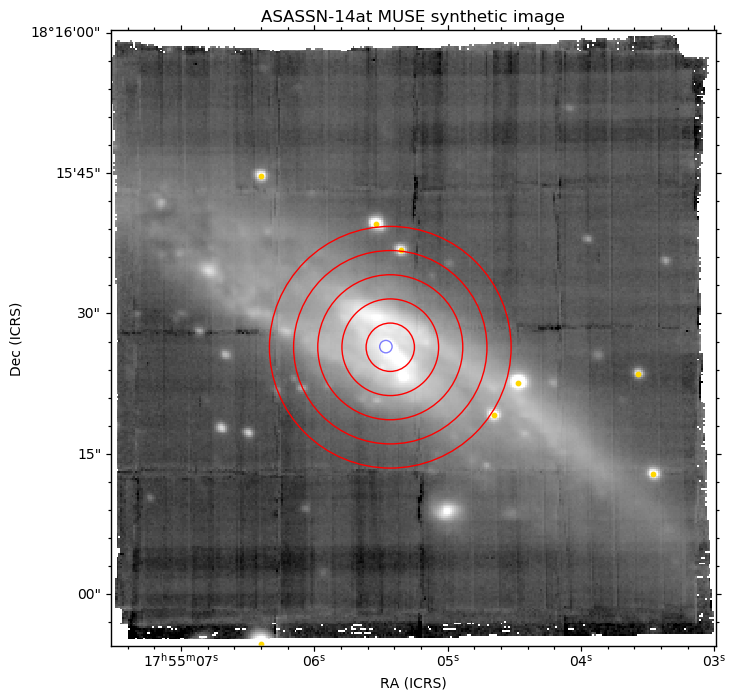 ASASSN-14at MUSE synthetic image
18°16'00"
15'45"
30"
15"
00"
Dec (ICRS)
17ʰ55ᵐ07ˢ
06ˢ
05ˢ
04ˢ
03ˢ
RA (ICRS)